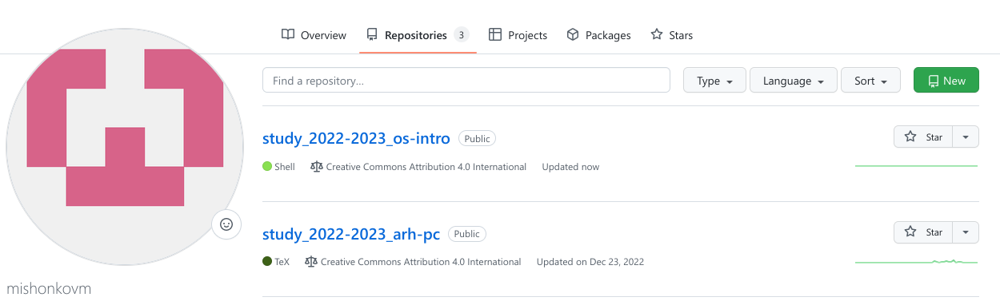 Overview Repositories 3 Projects Packages Stars
Find a repository... Type Language Sort New
study_2022-2023_os-intro Public Star
Shell Creative Commons Attribution 4.0 International Updated now
study_2022-2023_arh-pc Public Star
TeX Creative Commons Attribution 4.0 International Updated on Dec 23, 2022
mishonkovm